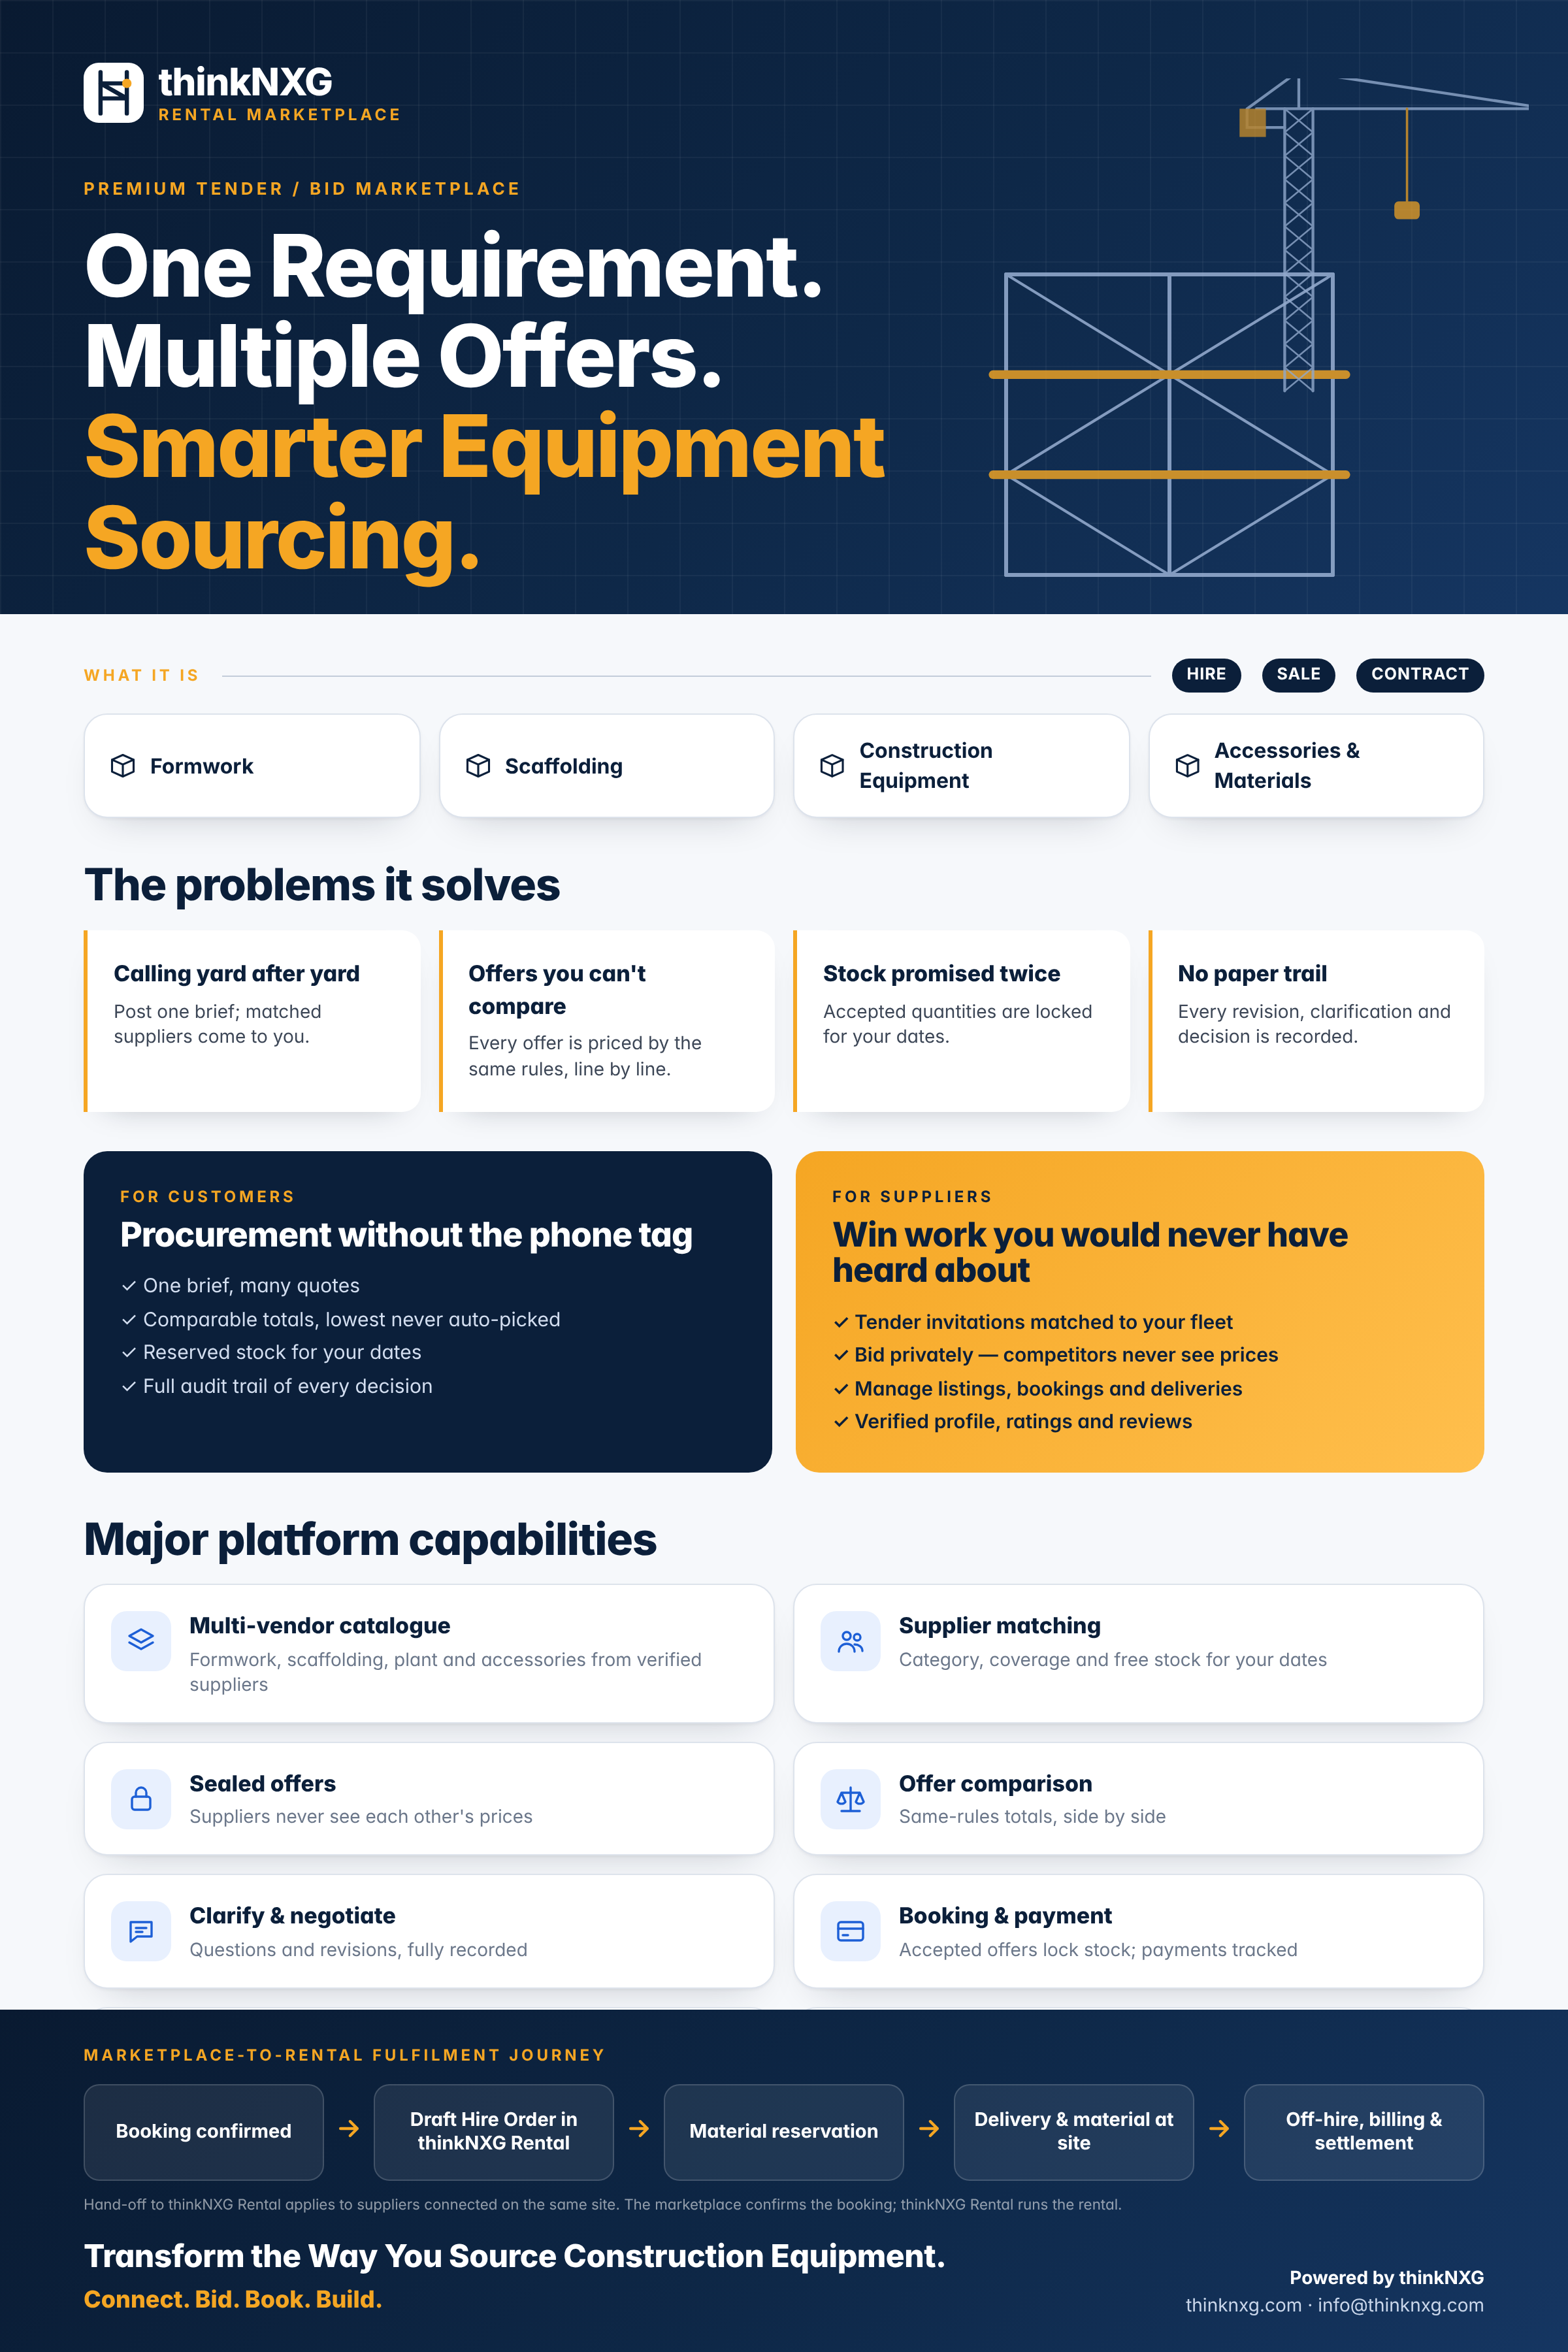 thinkNXG
RENTAL MARKETPLACE
PREMIUM TENDER / BID MARKETPLACE
One Requirement.
Multiple Offers.
Smarter Equipment
Sourcing.
WHAT IT IS
HIRE
SALE
CONTRACT
Formwork
Scaffolding
Construction
Equipment
Accessories &
Materials
The problems it solves
Calling yard after yard
Post one brief; matched
suppliers come to you.
Offers you can't
compare
Every offer is priced by the
same rules, line by line.
Stock promised twice
Accepted quantities are locked
for your dates.
No paper trail
Every revision, clarification and
decision is recorded.
FOR CUSTOMERS
Procurement without the phone tag
✓ One brief, many quotes
✓ Comparable totals, lowest never auto-picked
✓ Reserved stock for your dates
✓ Full audit trail of every decision
FOR SUPPLIERS
Win work you would never have
heard about
✓ Tender invitations matched to your fleet
✓ Bid privately — competitors never see prices
✓ Manage listings, bookings and deliveries
✓ Verified profile, ratings and reviews
Major platform capabilities
Multi-vendor catalogue
Formwork, scaffolding, plant and accessories from verified
suppliers
Supplier matching
Category, coverage and free stock for your dates
Sealed offers
Suppliers never see each other's prices
Offer comparison
Same-rules totals, side by side
Clarify & negotiate
Questions and revisions, fully recorded
Booking & payment
Accepted offers lock stock; payments tracked
MARKETPLACE-TO-RENTAL FULFILMENT JOURNEY
Booking confirmed
→
Draft Hire Order in
thinkNXG Rental
→
Material reservation
→
Delivery & material at
site
→
Off-hire, billing &
settlement
Hand-off to thinkNXG Rental applies to suppliers connected on the same site. The marketplace confirms the booking; thinkNXG Rental runs the rental.
Transform the Way You Source Construction Equipment.
Connect. Bid. Book. Build.
Powered by thinkNXG
thinknxg.com · info@thinknxg.com